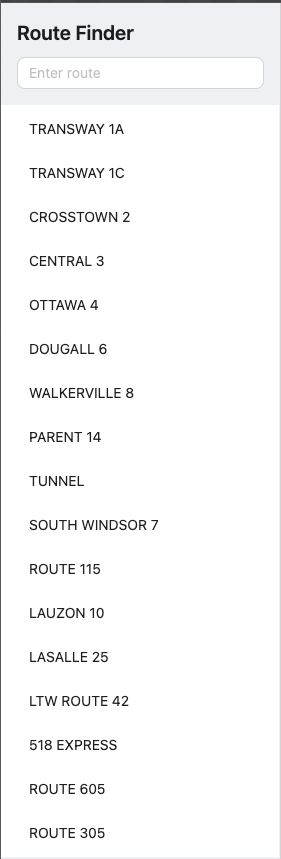 Route Finder
Enter route
TRANSWAY 1A
TRANSWAY 1C
CROSSTOWN 2
CENTRAL 3
OTTAWA 4
DOUGALL 6
WALKERVILLE 8
PARENT 14
TUNNEL
SOUTH WINDSOR 7
ROUTE 115
LAUZON 10
LASALLE 25
LTW ROUTE 42
518 EXPRESS
ROUTE 605
ROUTE 305